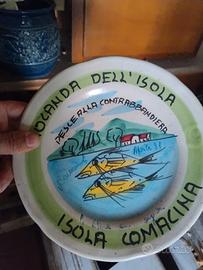 LOCANDA DELL'ISOLA
PESCE ALLA CONTRABBANDIERA
ISOLA COMACINA